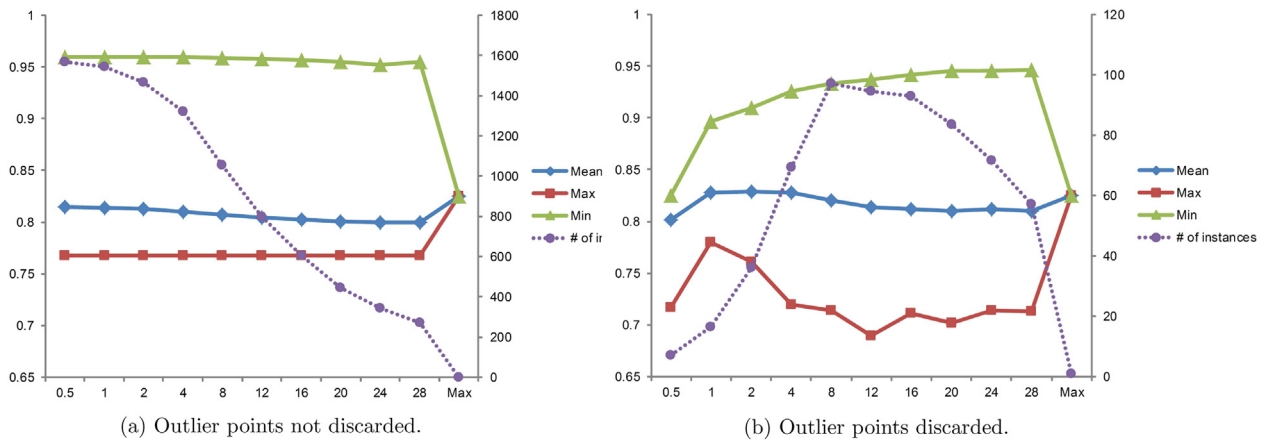 1
0.95
0.9
0.85
0.8
0.75
0.7
0.65
1800
1600
1400
1200
1000
800
600
400
200
0
0.5 1 2 4 8 12 16 20 24 28 Max
Mean
Max
Min
# of ir
(a) Outlier points not discarded.
1
0.95
0.9
0.85
0.8
0.75
0.7
0.65
120
100
80
60
40
20
0
0.5 1 2 4 8 12 16 20 24 28 Max
Mean
Max
Min
# of instances
(b) Outlier points discarded.